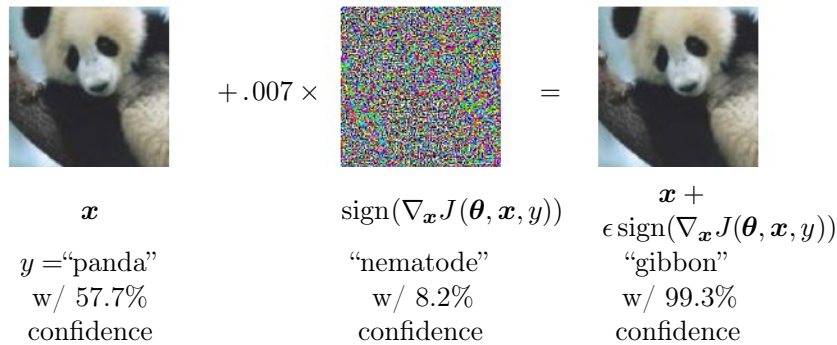 + .007 × =
x
y =“panda”
w/ 57.7%
confidence
sign(∇xJ(θ, x, y))
“nematode”
w/ 8.2%
confidence
x +
ϵ sign(∇xJ(θ, x, y))
“gibbon”
w/ 99.3%
confidence